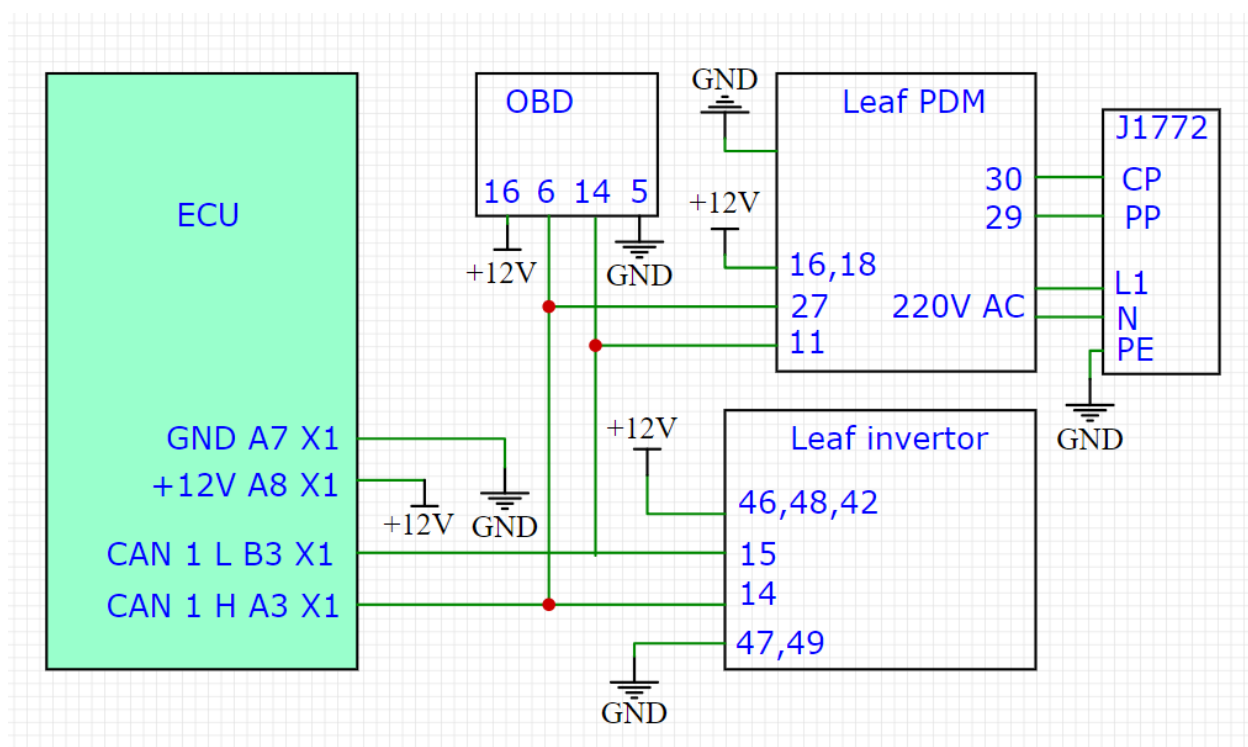 ECU
GND A7 X1
+12V A8 X1
CAN 1 L B3 X1
CAN 1 H A3 X1
+12V
GND
OBD
16 6 14 5
+12V
GND
GND
+12V
Leaf PDM
30
29
16,18
27
220V AC
11
J1772
CP
PP
L1
N
PE
GND
+12V
Leaf invertor
46,48,42
15
14
47,49
GND